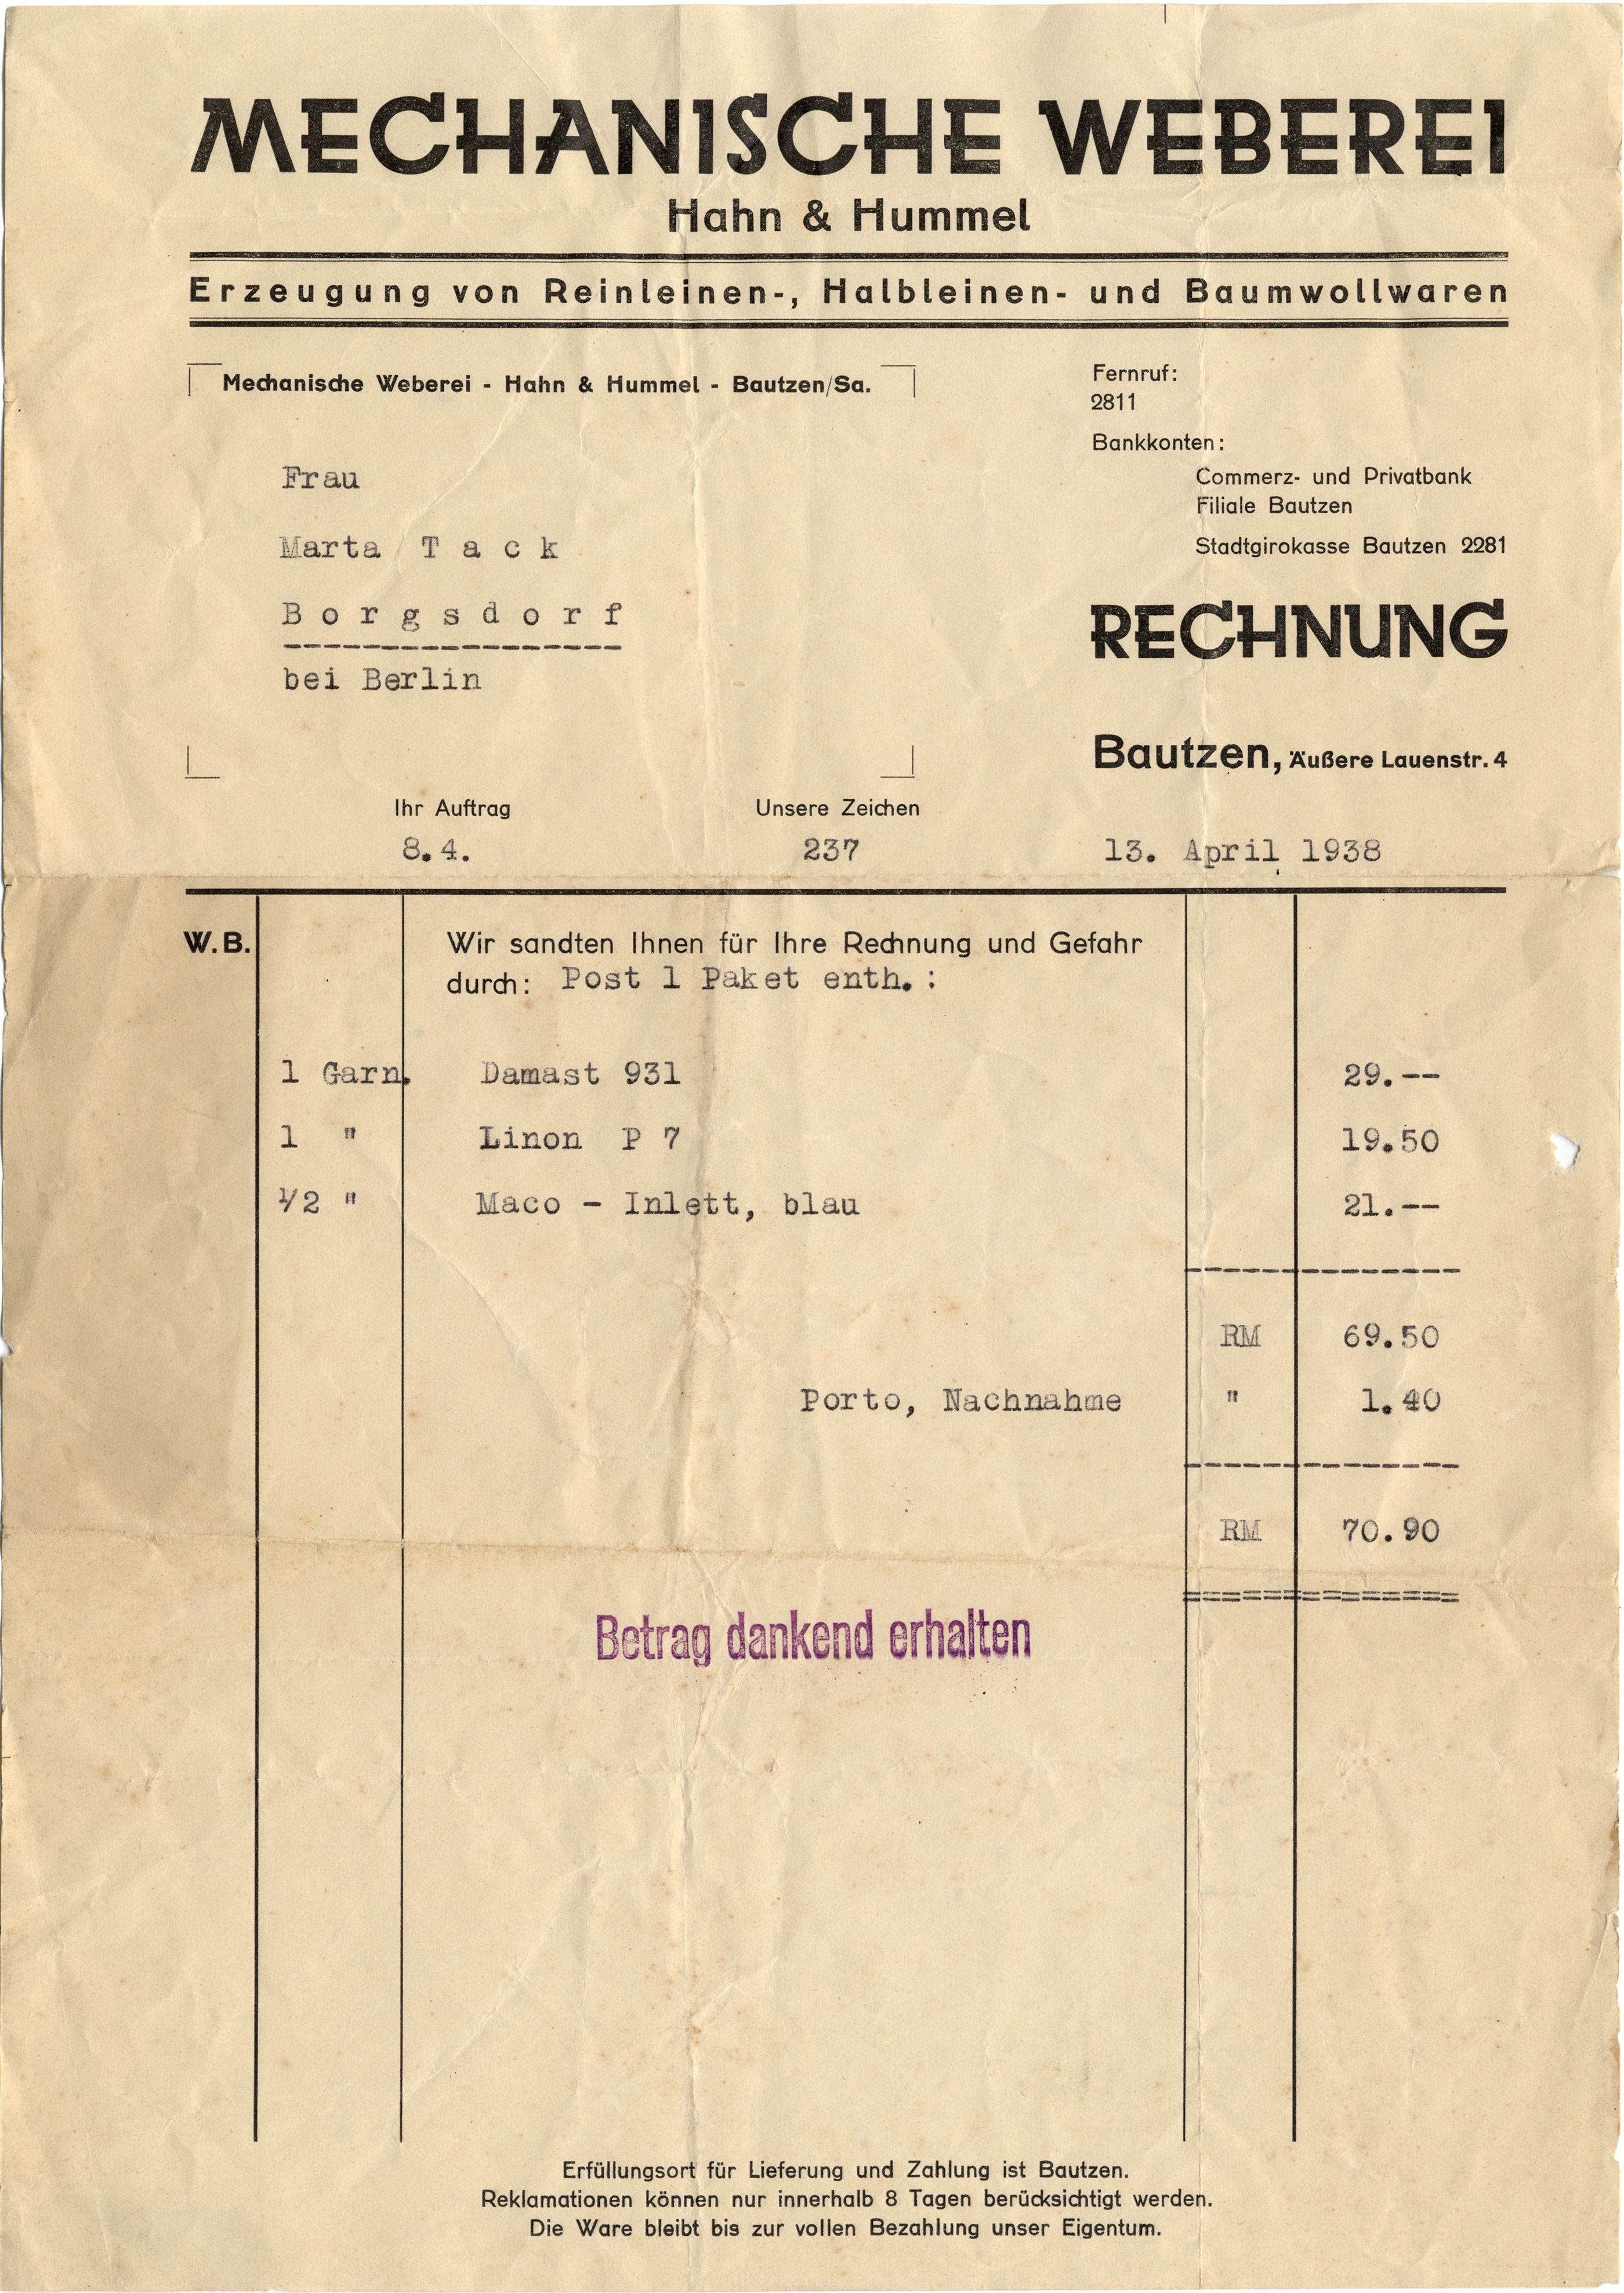 MECHANISCHE WEBEREI
Hahn & Hummel
Erzeugung von Reinleinen-, Halbleinen- und Baumwollwaren
Mechanische Weberei - Hahn & Hummel - Bautzen/Sa.
Fernruf:
2811
Bankkonten:
Commerz- und Privatbank
Filiale Bautzen
Stadtgirokasse Bautzen 2281
Frau
Marta T a c k
B o r g s d o r f
-----------------
bei Berlin
RECHNUNG
Bautzen, Äußere Lauenstr. 4
Ihr Auftrag Unsere Zeichen
8.4. 237 13. April 1938
W.B. Wir sandten Ihnen für Ihre Rechnung und Gefahr
durch: Post 1 Paket enth. :
1 Garn. Damast 931 29.--
1 " Linon P 7 19.50
1/2 " Maco - Inlett, blau 21.--
--------------
RM 69.50
Porto, Nachnahme " 1.40
--------------
RM 70.90
==============
Betrag dankend erhalten
Erfüllungsort für Lieferung und Zahlung ist Bautzen.
Reklamationen können nur innerhalb 8 Tagen berücksichtigt werden.
Die Ware bleibt bis zur vollen Bezahlung unser Eigentum.